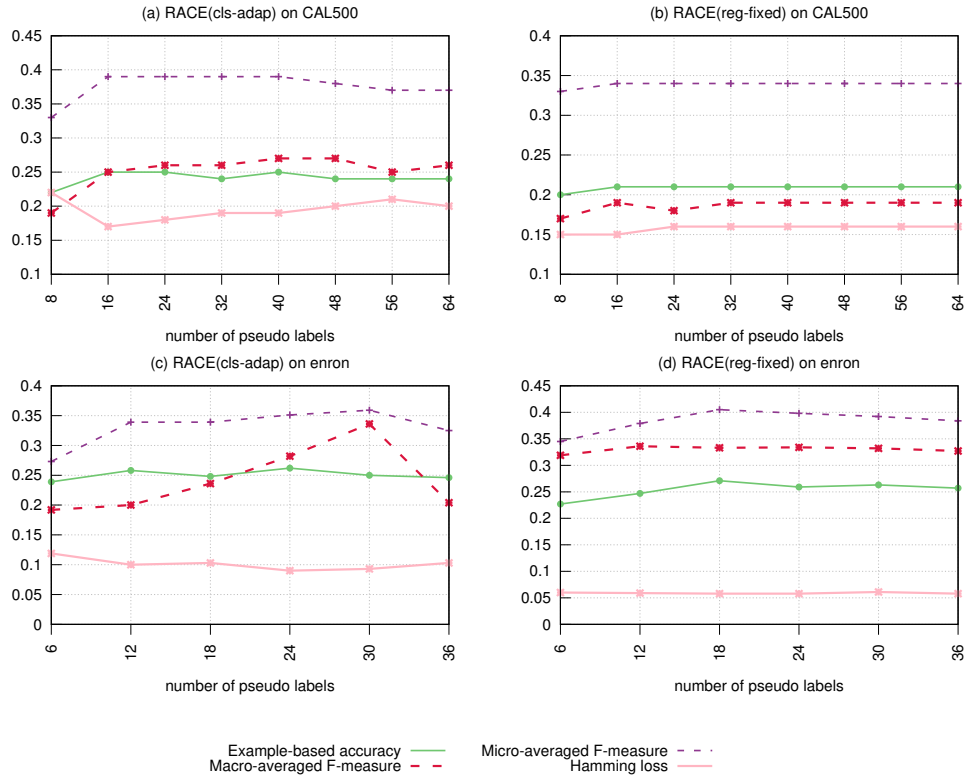 (a) RACE(cls-adap) on CAL500
0.45
0.4
0.35
0.3
0.25
0.2
0.15
0.1
8 16 24 32 40 48 56 64
number of pseudo labels
(b) RACE(reg-fixed) on CAL500
0.4
0.35
0.3
0.25
0.2
0.15
0.1
8 16 24 32 40 48 56 64
number of pseudo labels
(c) RACE(cls-adap) on enron
0.4
0.35
0.3
0.25
0.2
0.15
0.1
0.05
0
6 12 18 24 30 36
number of pseudo labels
(d) RACE(reg-fixed) on enron
0.45
0.4
0.35
0.3
0.25
0.2
0.15
0.1
0.05
0
6 12 18 24 30 36
number of pseudo labels
Example-based accuracy
Macro-averaged F-measure
Micro-averaged F-measure
Hamming loss